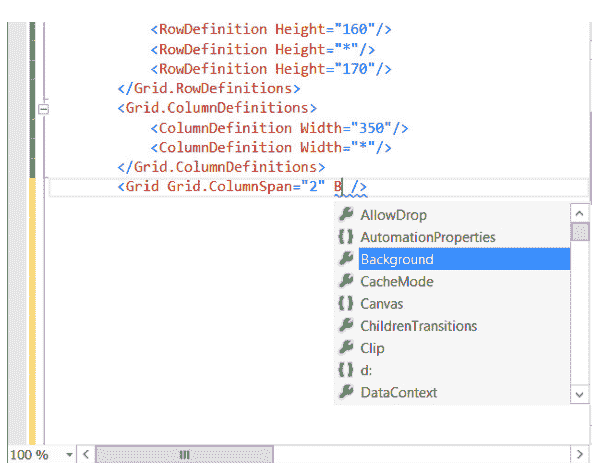 <RowDefinition Height="160"/>
<RowDefinition Height="*"/>
<RowDefinition Height="170"/>
</Grid.RowDefinitions>
<Grid.ColumnDefinitions>
<ColumnDefinition Width="350"/>
<ColumnDefinition Width="*"/>
</Grid.ColumnDefinitions>
<Grid Grid.ColumnSpan="2" B />
AllowDrop
{} AutomationProperties
Background
CacheMode
{} Canvas
ChildrenTransitions
Clip
{} d:
DataContext
100 %